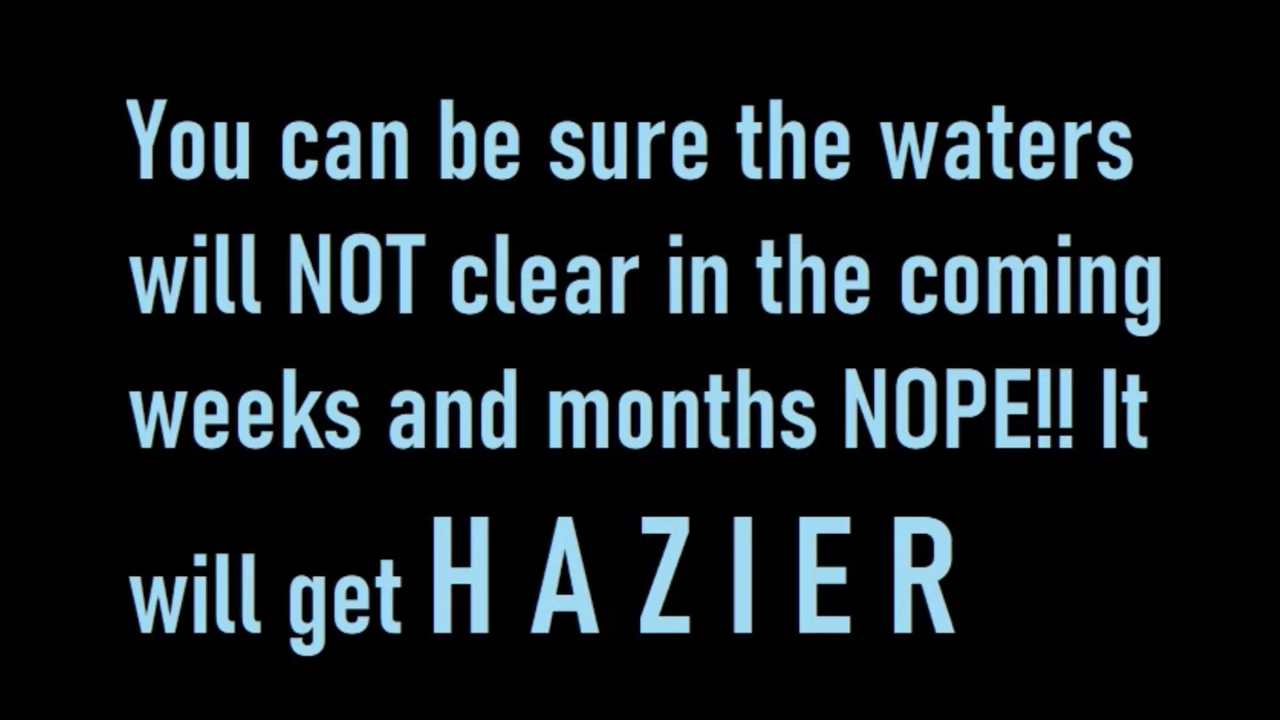 You can be sure the waters
will NOT clear in the coming
weeks and months NOPE!! It
will get H A Z I E R